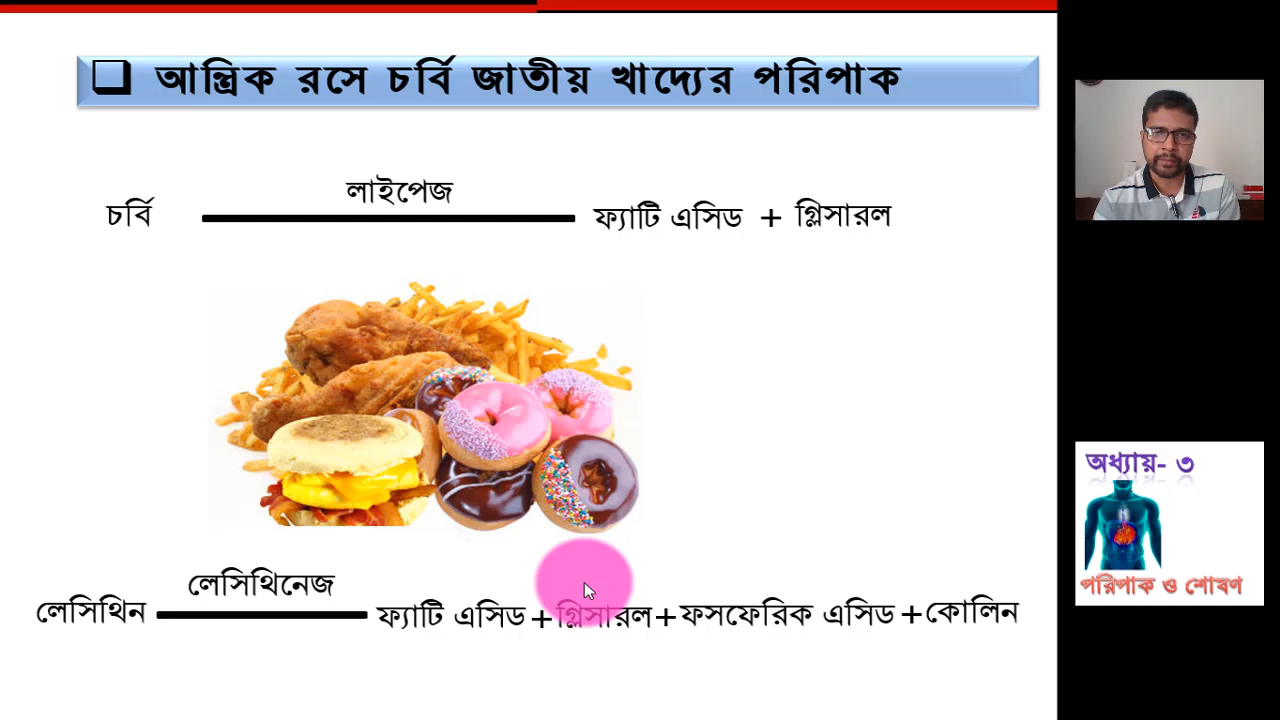 ❑ আন্ত্রিক রসে চর্বি জাতীয় খাদ্যের পরিপাক
লাইপেজ
চর্বি ফ্যাটি এসিড + গ্লিসারল
লেসিথিনেজ
লেসিথিন ফ্যাটি এসিড+গ্লিসারল+ফসফেরিক এসিড+কোলিন
অধ্যায়- ৩
পরিপাক ও শোষণ